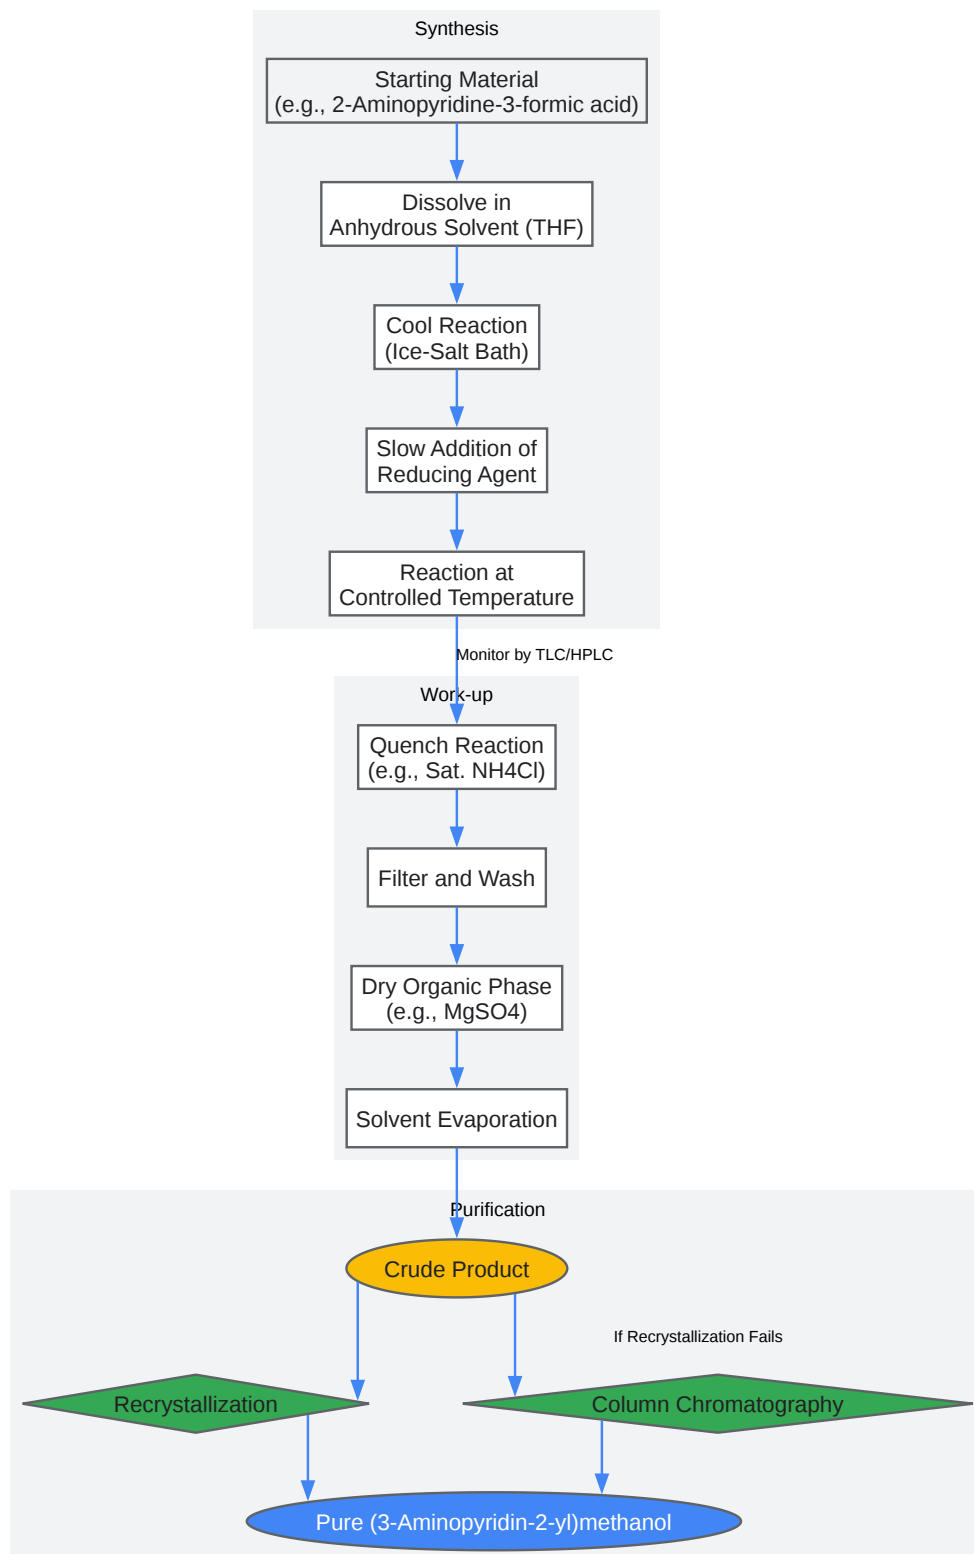 Synthesis
Starting Material
(e.g., 2-Aminopyridine-3-formic acid)
Dissolve in
Anhydrous Solvent (THF)
Cool Reaction
(Ice-Salt Bath)
Slow Addition of
Reducing Agent
Reaction at
Controlled Temperature
Monitor by TLC/HPLC
Work-up
Quench Reaction
(e.g., Sat. NH4Cl)
Filter and Wash
Dry Organic Phase
(e.g., MgSO4)
Solvent Evaporation
Purification
Crude Product
If Recrystallization Fails
Recrystallization
Column Chromatography
Pure (3-Aminopyridin-2-yl)methanol